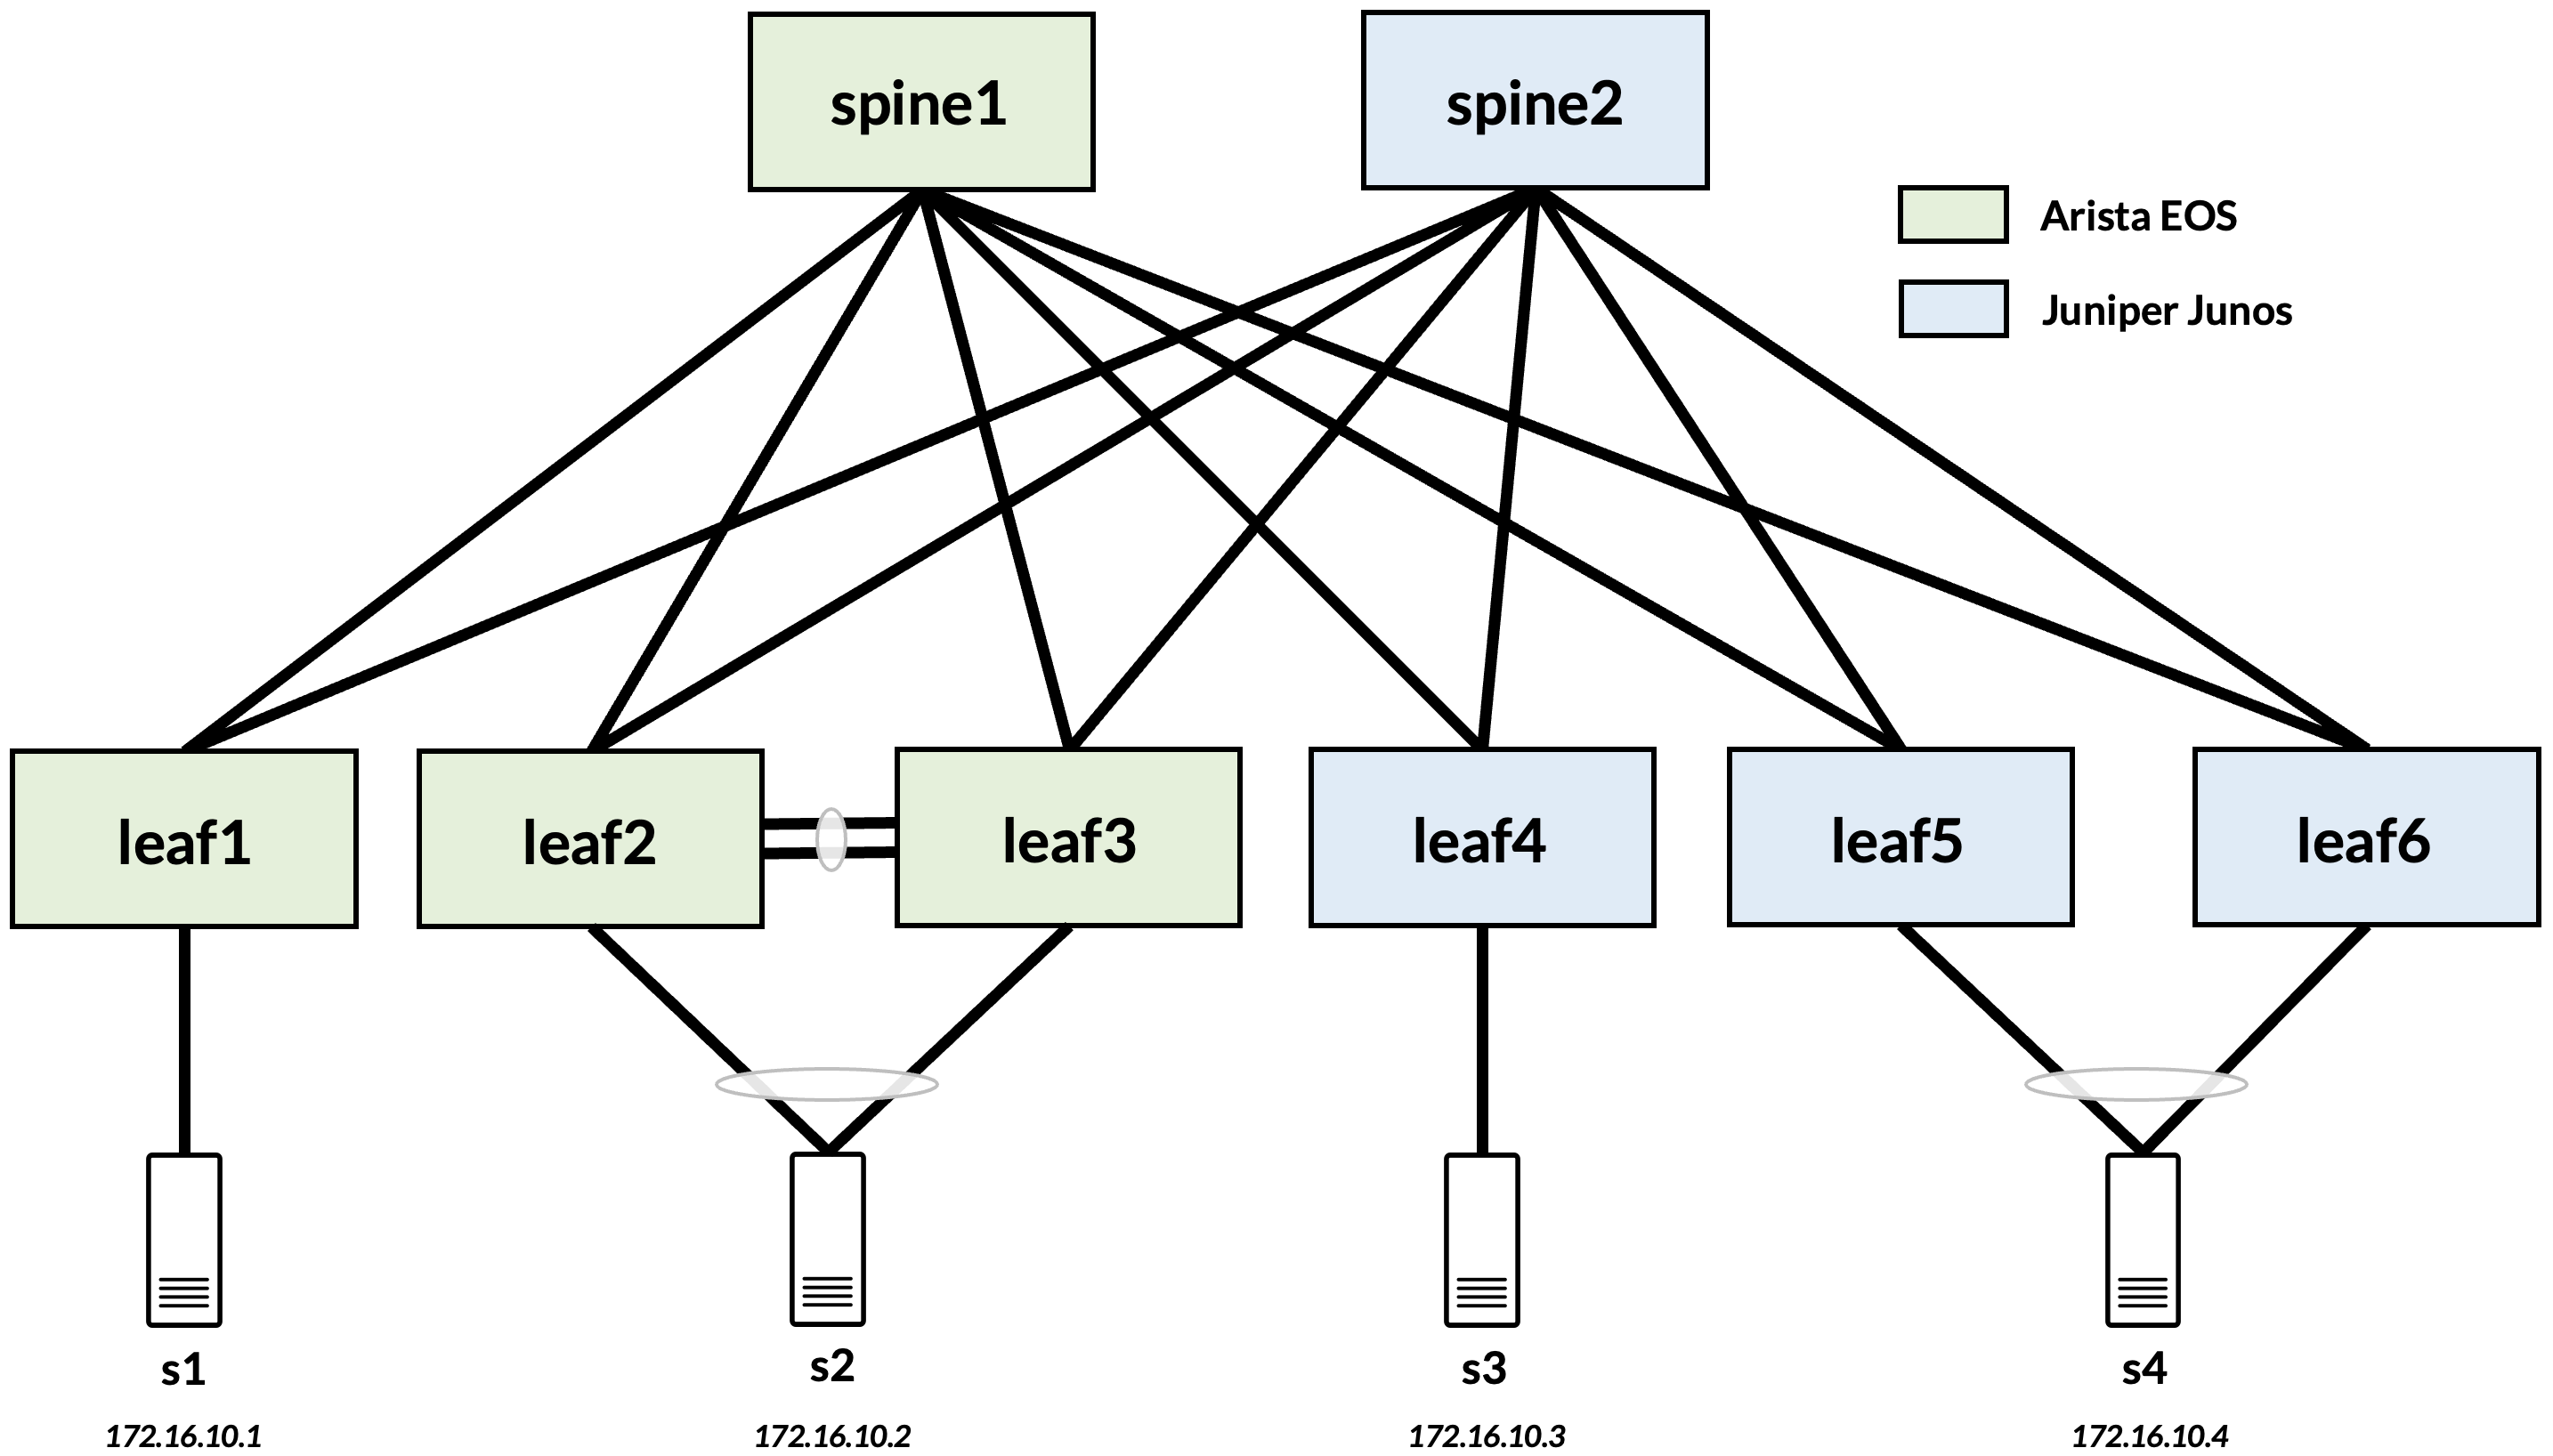 spine1
spine2
Arista EOS
Juniper Junos
leaf1
leaf2
leaf3
leaf4
leaf5
leaf6
s1
s2
s3
s4
172.16.10.1
172.16.10.2
172.16.10.3
172.16.10.4